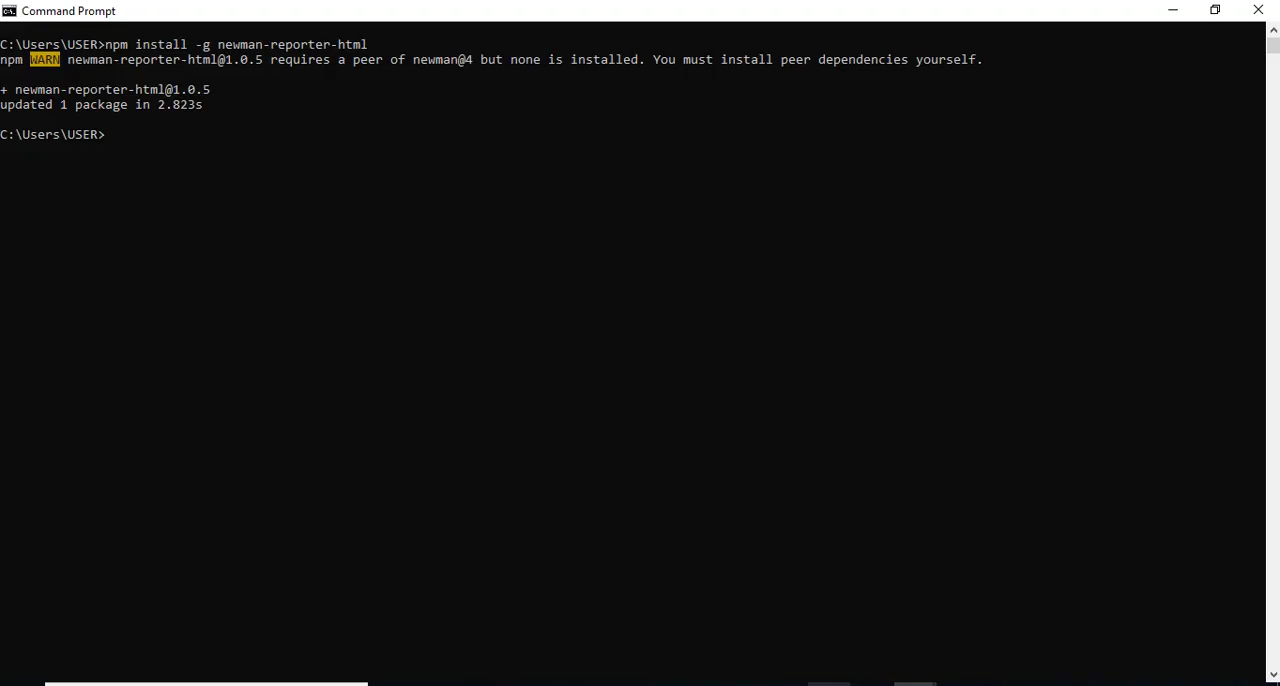 Command Prompt
C:\Users\USER>npm install -g newman-reporter-html
npm WARN newman-reporter-html@1.0.5 requires a peer of newman@4 but none is installed. You must install peer dependencies yourself.
+ newman-reporter-html@1.0.5
updated 1 package in 2.823s
C:\Users\USER>